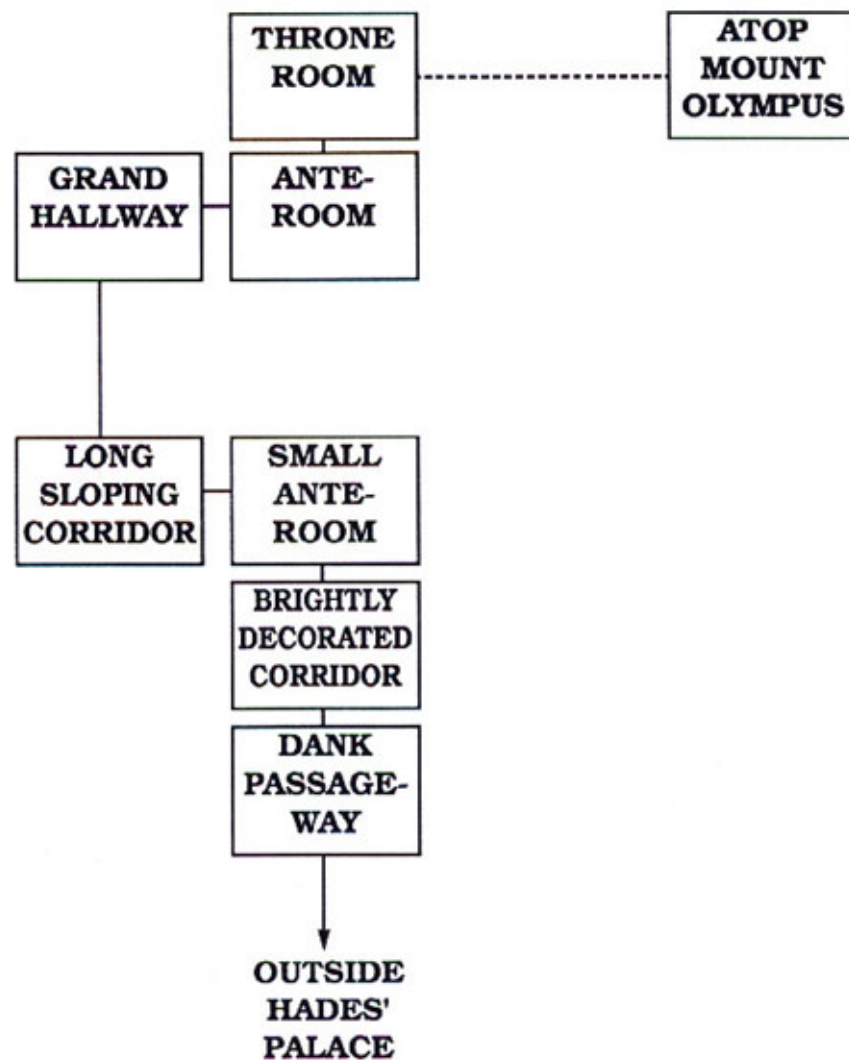 THRONE
ROOM
ATOP
MOUNT
OLYMPUS
GRAND
HALLWAY
ANTE-
ROOM
LONG
SLOPING
CORRIDOR
SMALL
ANTE-
ROOM
BRIGHTLY
DECORATED
CORRIDOR
DANK
PASSAGE-
WAY
OUTSIDE
HADES'
PALACE